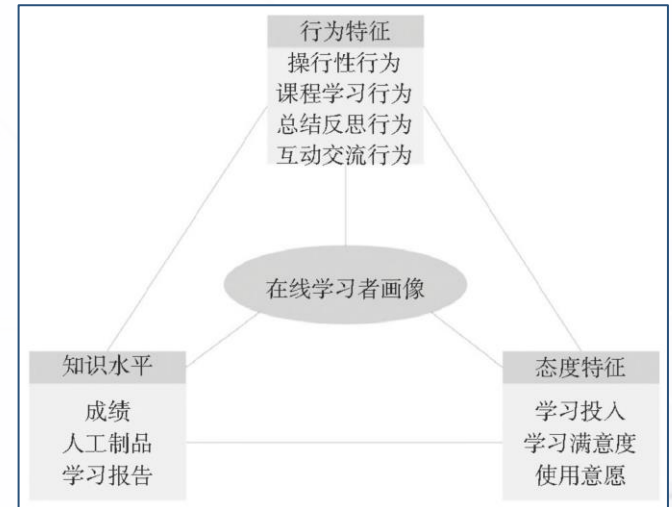 行为特征
操行性行为
课程学习行为
总结反思行为
互动交流行为
在线学习者画像
知识水平
成绩
人工制品
学习报告
态度特征
学习投入
学习满意度
使用意愿